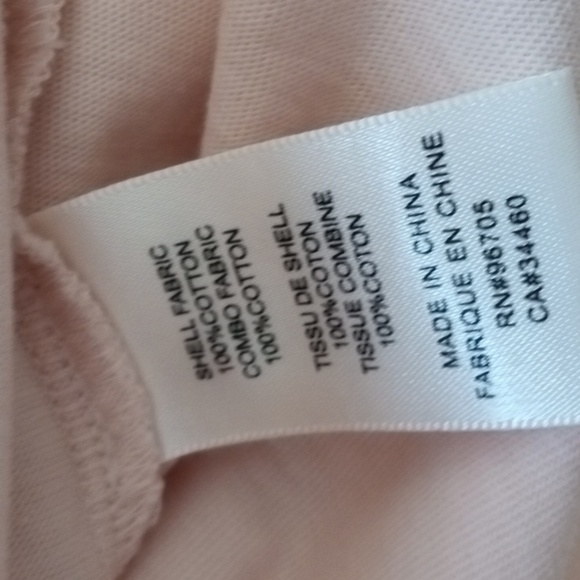 SHELL FABRIC
100%COTTON
COMBO FABRIC
100%COTTON
TISSU DE SHELL
100%COTON
TISSUE COMBINE
100%COTON
MADE IN CHINA
FABRIQUE EN CHINE
RN#96705
CA#34460